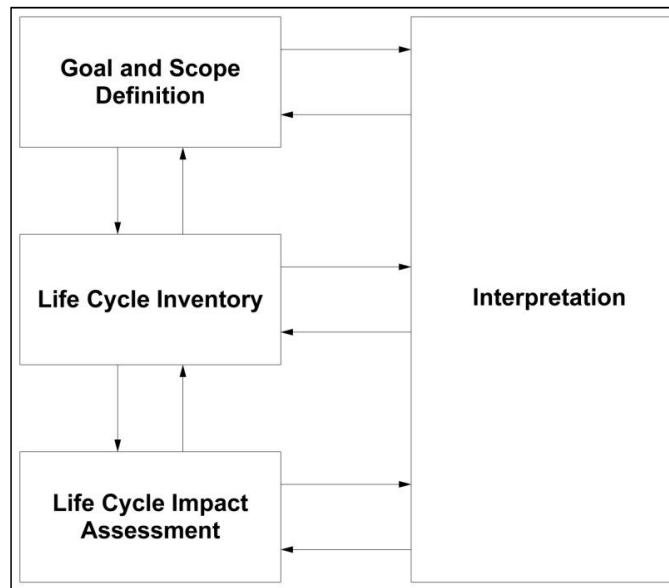 Goal and Scope
Definition
Life Cycle Inventory
Interpretation
Life Cycle Impact
Assessment